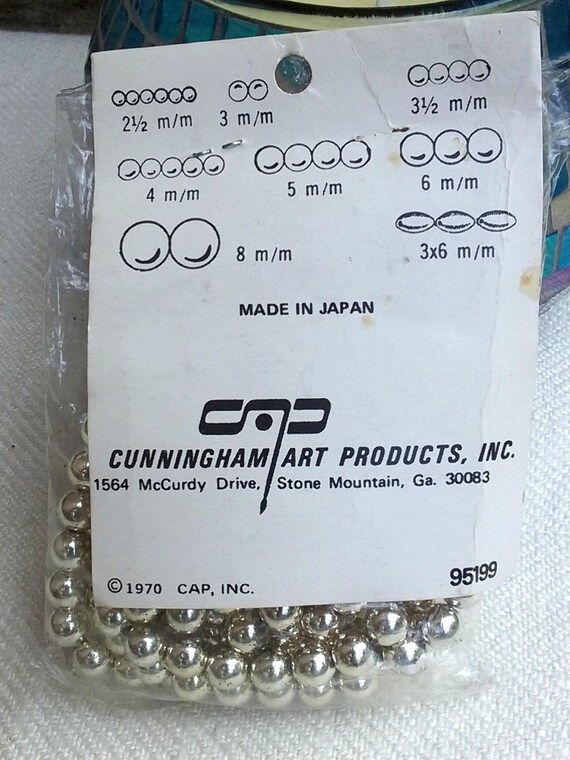 2½ m/m 3 m/m 3½ m/m
4 m/m 5 m/m 6 m/m
8 m/m 3x6 m/m
MADE IN JAPAN
CAP
CUNNINGHAM ART PRODUCTS, INC.
1564 McCurdy Drive, Stone Mountain, Ga. 30083
© 1970 CAP, INC. 95199